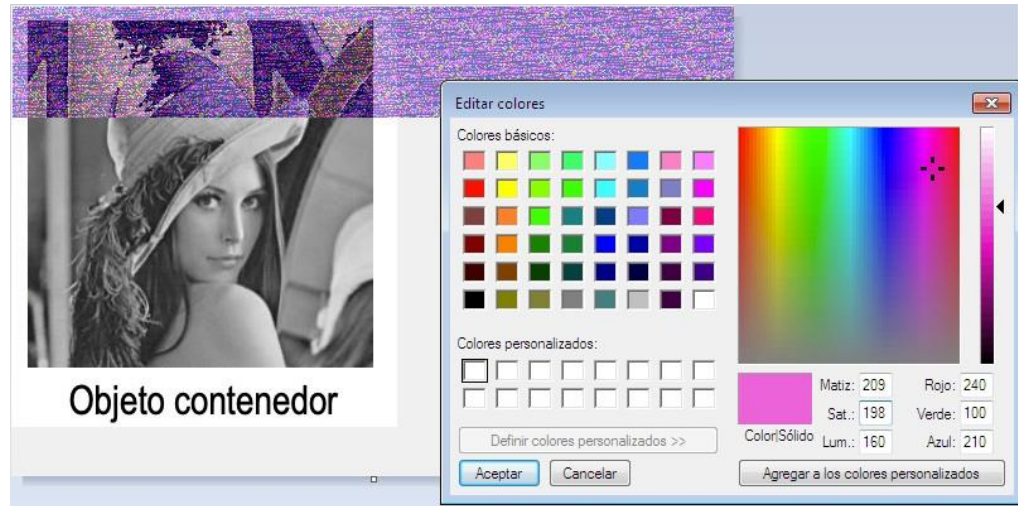 Objeto contenedor
Editar colores
Colores básicos:
Colores personalizados:
Definir colores personalizados >>
Aceptar
Cancelar
Color|Sólido
Matiz: 209
Sat.: 198
Lum.: 160
Rojo: 240
Verde: 100
Azul: 210
Agregar a los colores personalizados